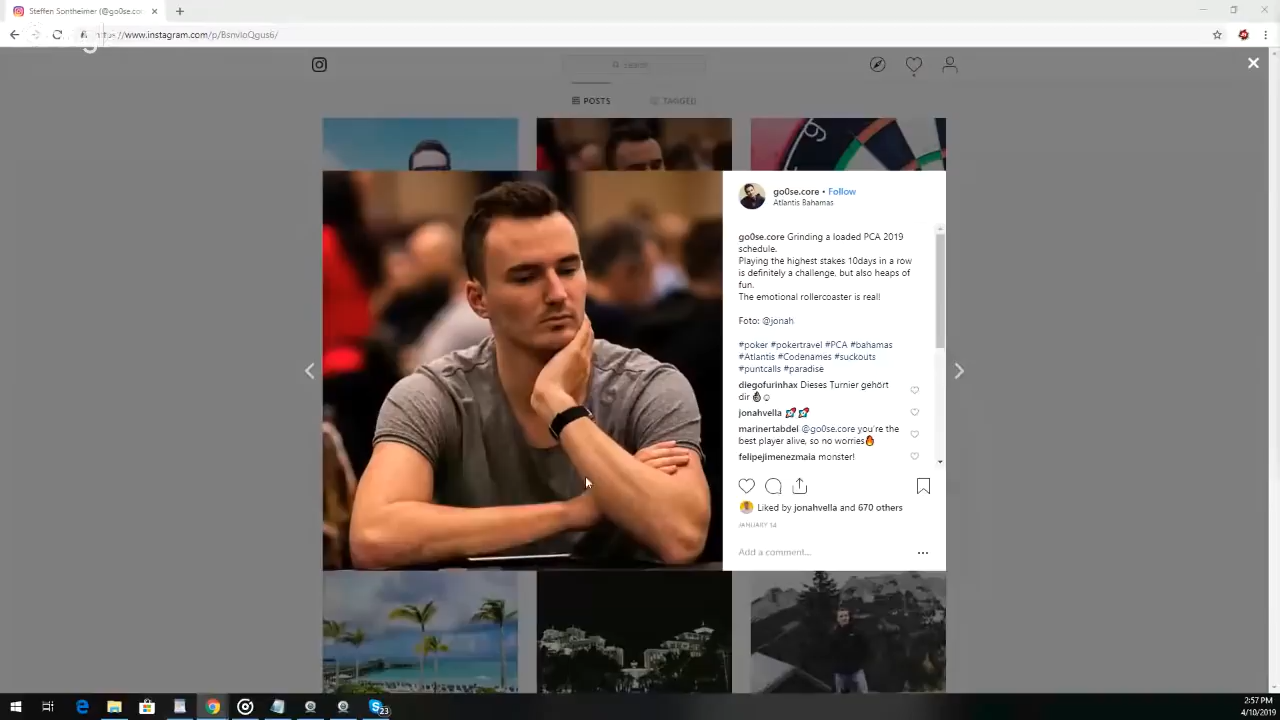 Steffen Sontheimer (@go0se.co
https://www.instagram.com/p/BsnvIoQgus6/
Search
POSTS
TAGGED
go0se.core • Follow
Atlantis Bahamas
go0se.core Grinding a loaded PCA 2019
schedule.
Playing the highest stakes 10days in a row
is definitely a challenge, but also heaps of
fun.
The emotional rollercoaster is real!
Foto: @jonah
#poker #pokertravel #PCA #bahamas
#Atlantis #Codenames #suckouts
#puntcalls #paradise
diegofurinhax Dieses Turnier gehört
dir
jonahvella
marinertabdel @go0se.core you're the
best player alive, so no worries
felipejimenezmaia monster!
Liked by jonahvella and 670 others
JANUARY 14
Add a comment...
23
2:57 PM
4/10/2019